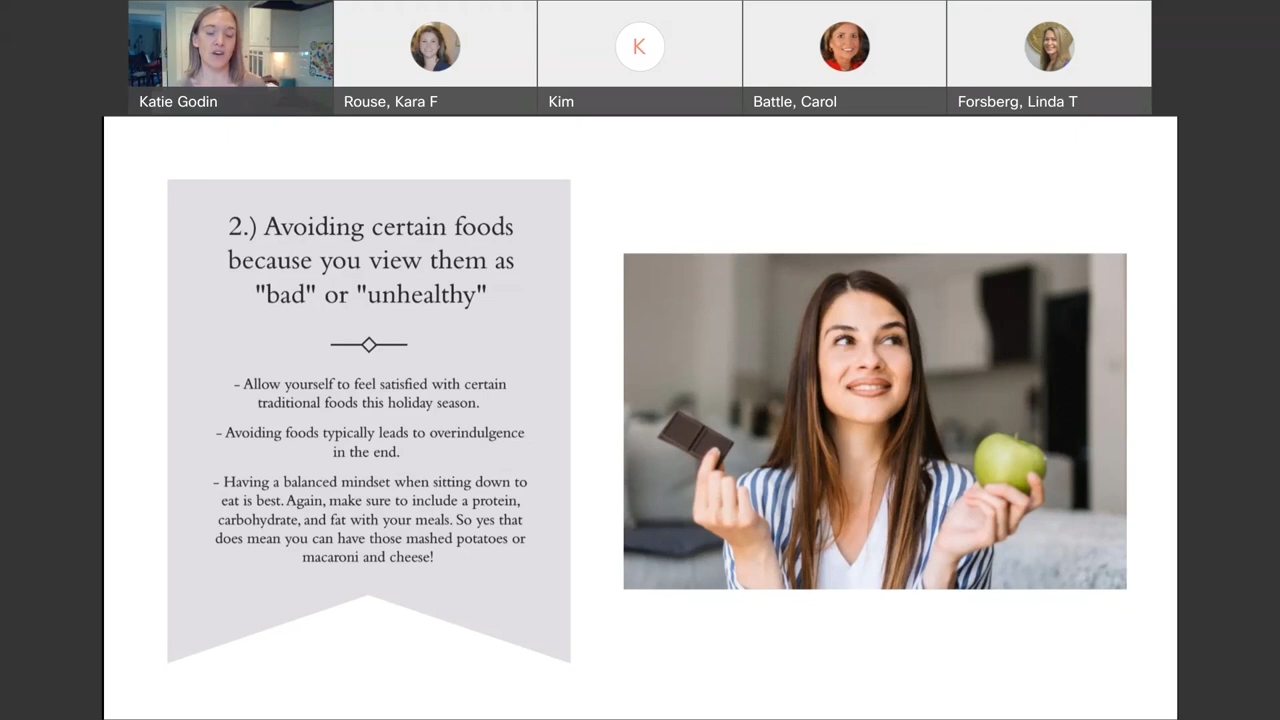 Katie Godin
Rouse, Kara F
K
Kim
Battle, Carol
Forsberg, Linda T
2.) Avoiding certain foods
because you view them as
"bad" or "unhealthy"
- Allow yourself to feel satisfied with certain
traditional foods this holiday season.
- Avoiding foods typically leads to overindulgence
in the end.
- Having a balanced mindset when sitting down to
eat is best. Again, make sure to include a protein,
carbohydrate, and fat with your meals. So yes that
does mean you can have those mashed potatoes or
macaroni and cheese!